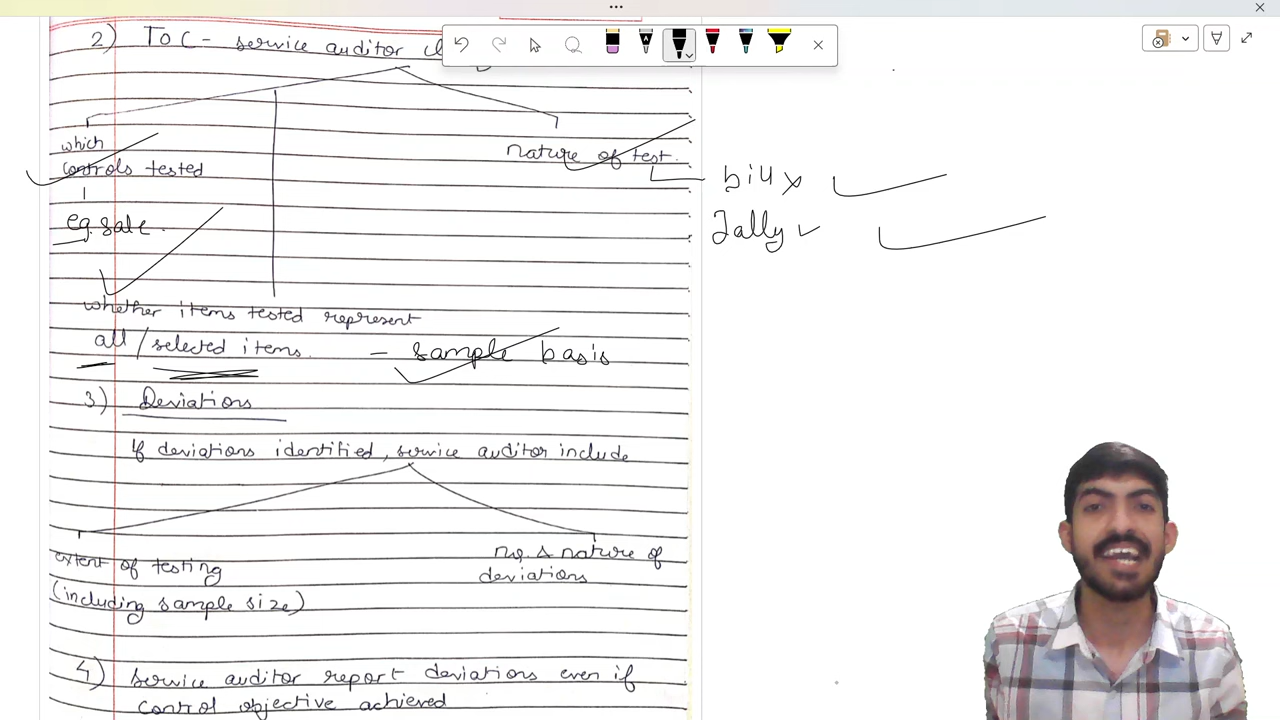 2) TOC - service auditor
which
controls tested
nature of test.
bill x
Tally ✓
eg. sale.
whether items tested represent
all / selected items. - sample basis
3) Deviations
If deviations identified, service auditor include
extent of testing
(including sample size)
no. & nature of
deviations
4) service auditor report deviations even if
control objective achieved